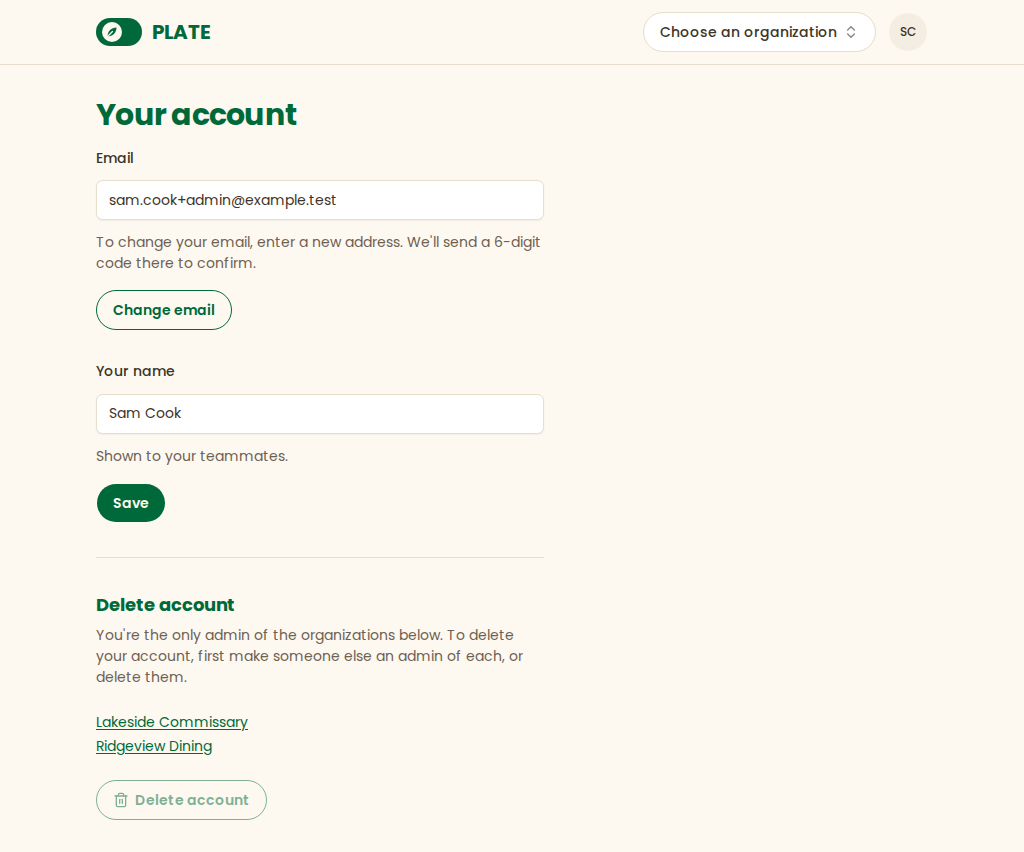 PLATE
Choose an organization
SC
Your account
Email
sam.cook+admin@example.test
To change your email, enter a new address. We'll send a 6-digit
code there to confirm.
Change email
Your name
Sam Cook
Shown to your teammates.
Save
Delete account
You're the only admin of the organizations below. To delete
your account, first make someone else an admin of each, or
delete them.
Lakeside Commissary
Ridgeview Dining
Delete account